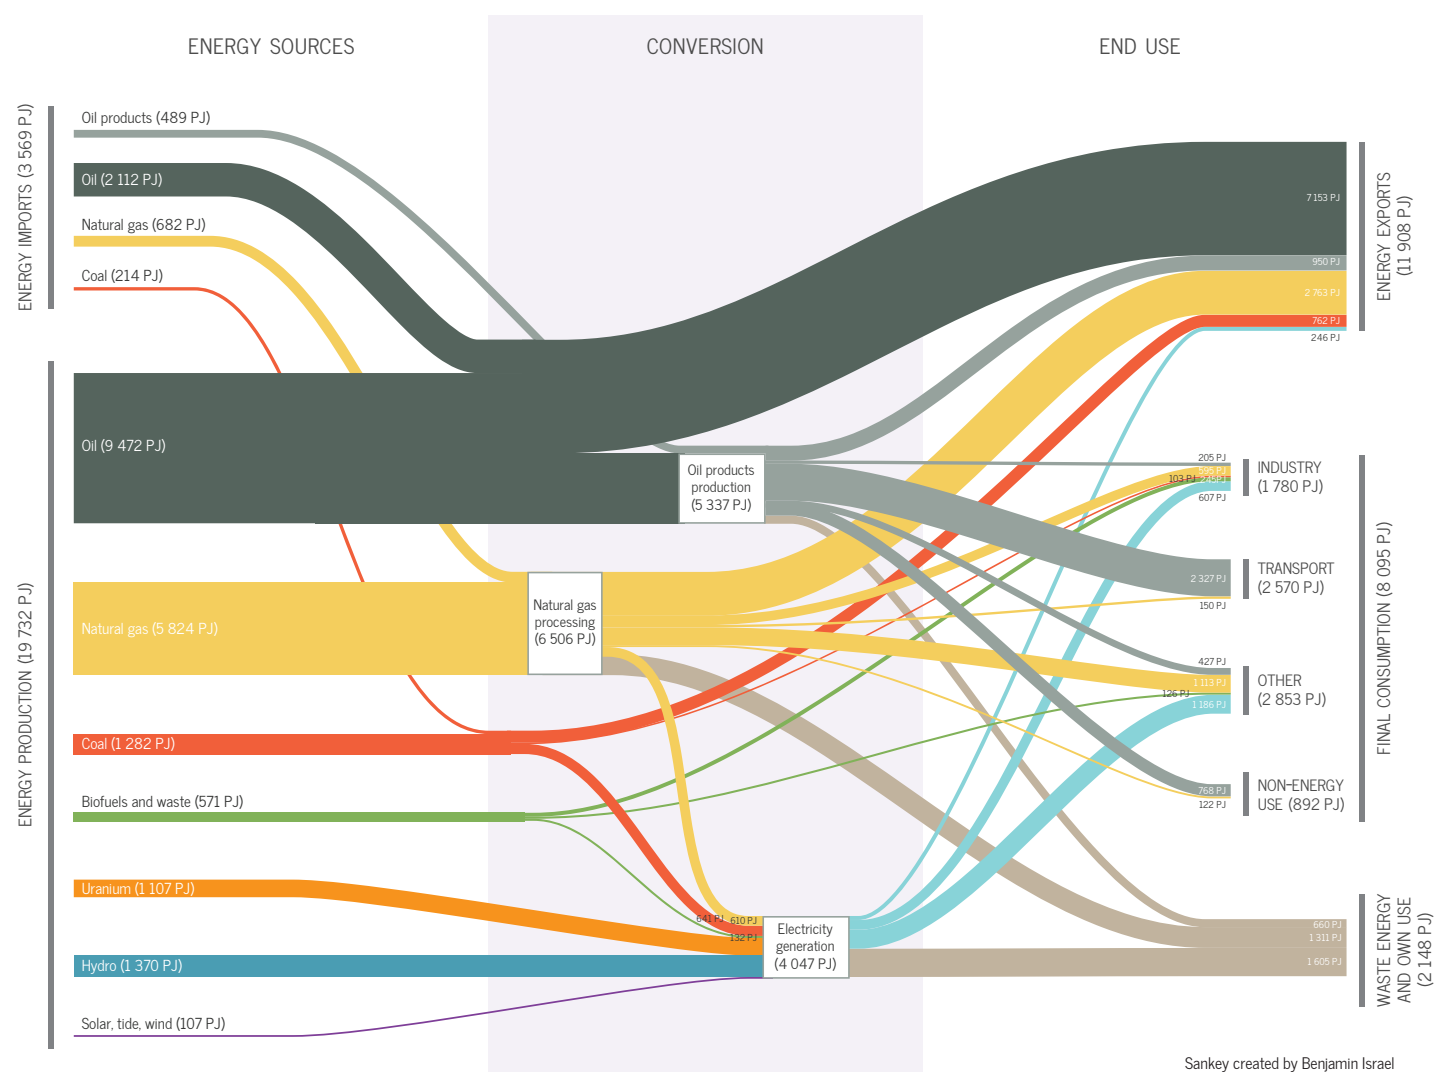 ENERGY SOURCES
CONVERSION
END USE
ENERGY IMPORTS (3 569 PJ)
Oil products (489 PJ)
Oil (2 112 PJ)
Natural gas (682 PJ)
Coal (214 PJ)
ENERGY PRODUCTION (19 732 PJ)
Oil (9 472 PJ)
Natural gas (5 824 PJ)
Coal (1 282 PJ)
Biofuels and waste (571 PJ)
Uranium (1 107 PJ)
Hydro (1 370 PJ)
Solar, tide, wind (107 PJ)
Oil products
production
(5 337 PJ)
Natural gas
processing
(6 506 PJ)
641 PJ
610 PJ
132 PJ
Electricity
generation
(4 047 PJ)
7 153 PJ
950 PJ
2 763 PJ
762 PJ
246 PJ
ENERGY EXPORTS
(11 908 PJ)
205 PJ
595 PJ
103 PJ
607 PJ
INDUSTRY
(1 780 PJ)
2 327 PJ
150 PJ
TRANSPORT
(2 570 PJ)
427 PJ
1 113 PJ
126 PJ
1 186 PJ
OTHER
(2 853 PJ)
768 PJ
122 PJ
NON-ENERGY
USE (892 PJ)
FINAL CONSUMPTION (8 095 PJ)
660 PJ
1 311 PJ
1 605 PJ
WASTE ENERGY
AND OWN USE
(2 148 PJ)
Sankey created by Benjamin Israel